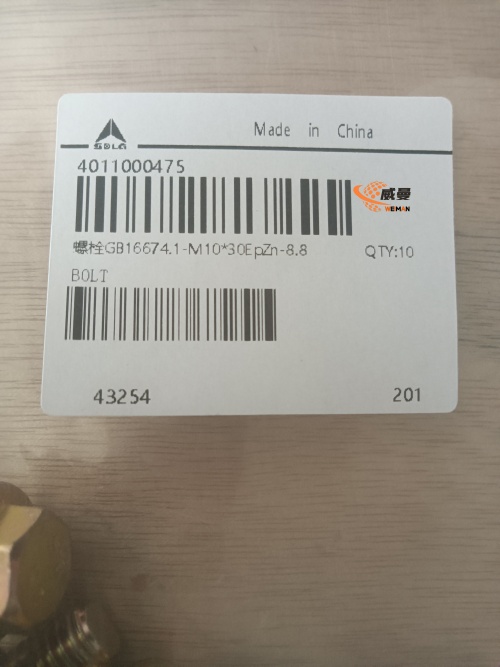 Made in China
SDLG
4011000475
威曼
WEMAN
螺栓GB16674.1-M10*30EpZn-8.8 QTY:10
BOLT
43254 201